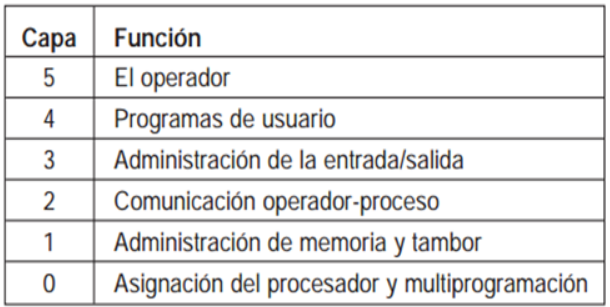 Capa Función
5 El operador
4 Programas de usuario
3 Administración de la entrada/salida
2 Comunicación operador-proceso
1 Administración de memoria y tambor
0 Asignación del procesador y multiprogramación